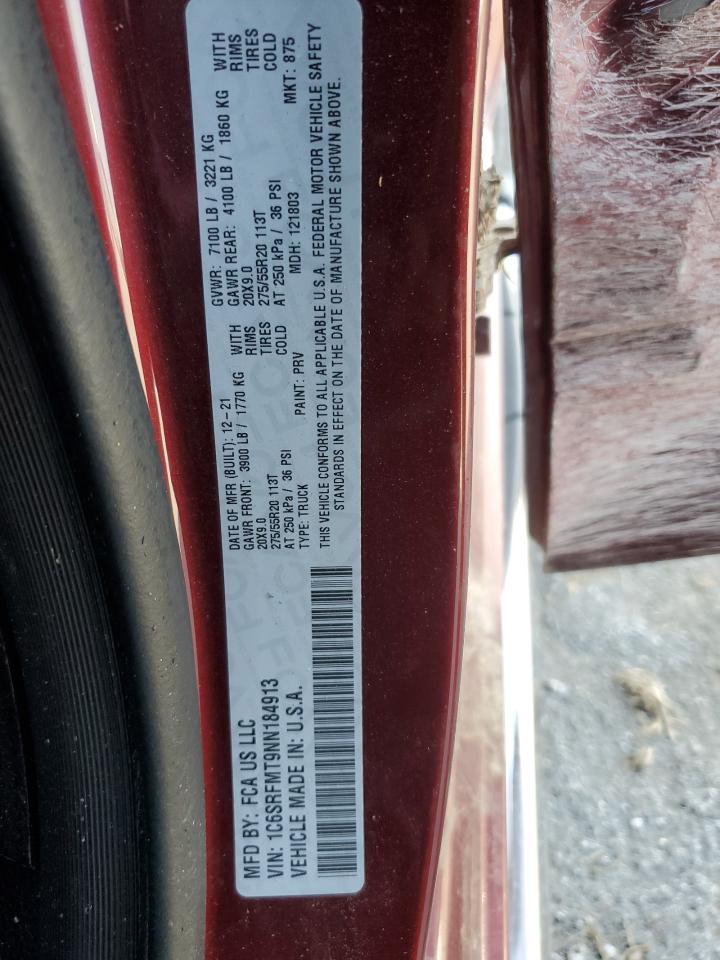 MFD BY: FCA US LLC
VIN: 1C6SRFMT9NN184913
VEHICLE MADE IN: U.S.A.
DATE OF MFR (BUILT): 12-21
GAWR FRONT: 3900 LB / 1770 KG WITH
20X9.0 RIMS
275/55R20 113T TIRES
AT 250 kPa / 36 PSI COLD
TYPE: TRUCK PAINT: PRV
GVWR: 7100 LB / 3221 KG
GAWR REAR: 4100 LB / 1860 KG WITH
20X9.0 RIMS
275/55R20 113T TIRES
AT 250 kPa / 36 PSI COLD
MDH: 121803 MKT: 875
THIS VEHICLE CONFORMS TO ALL APPLICABLE U.S.A. FEDERAL MOTOR VEHICLE SAFETY
STANDARDS IN EFFECT ON THE DATE OF MANUFACTURE SHOWN ABOVE.